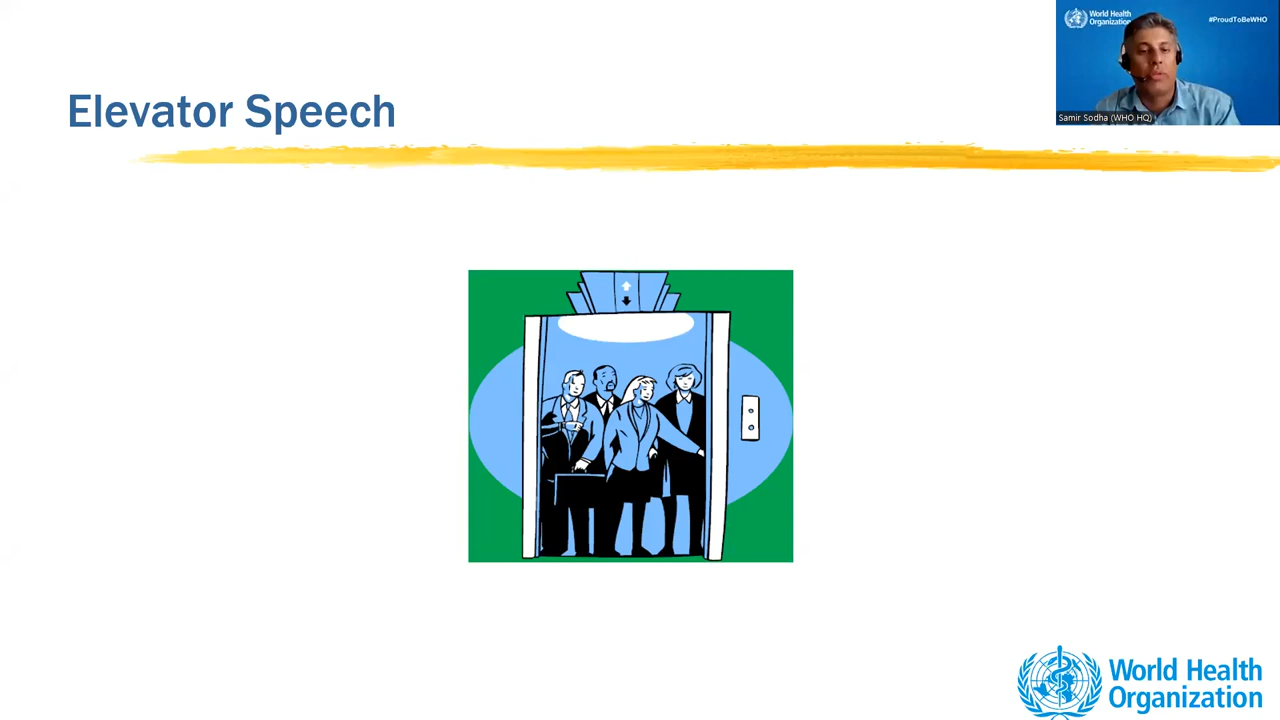 Elevator Speech
World Health
Organization
#ProudToBeWHO
Samir Sodha (WHO HQ)
World Health
Organization